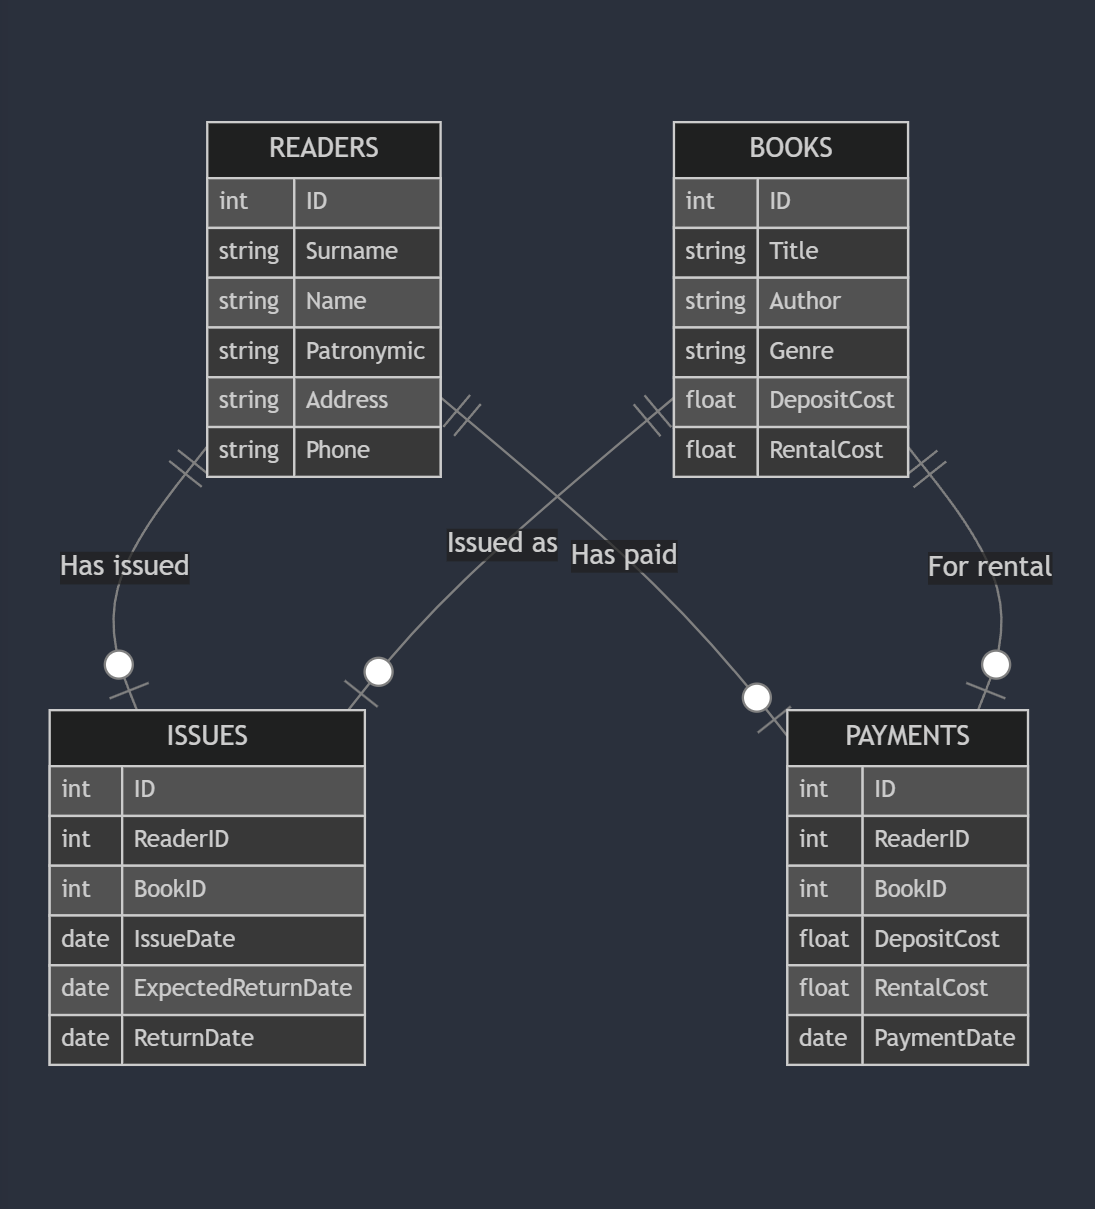 READERS
int ID
string Surname
string Name
string Patronymic
string Address
string Phone
BOOKS
int ID
string Title
string Author
string Genre
float DepositCost
float RentalCost
Has issued
Issued as
Has paid
For rental
ISSUES
int ID
int ReaderID
int BookID
date IssueDate
date ExpectedReturnDate
date ReturnDate
PAYMENTS
int ID
int ReaderID
int BookID
float DepositCost
float RentalCost
date PaymentDate